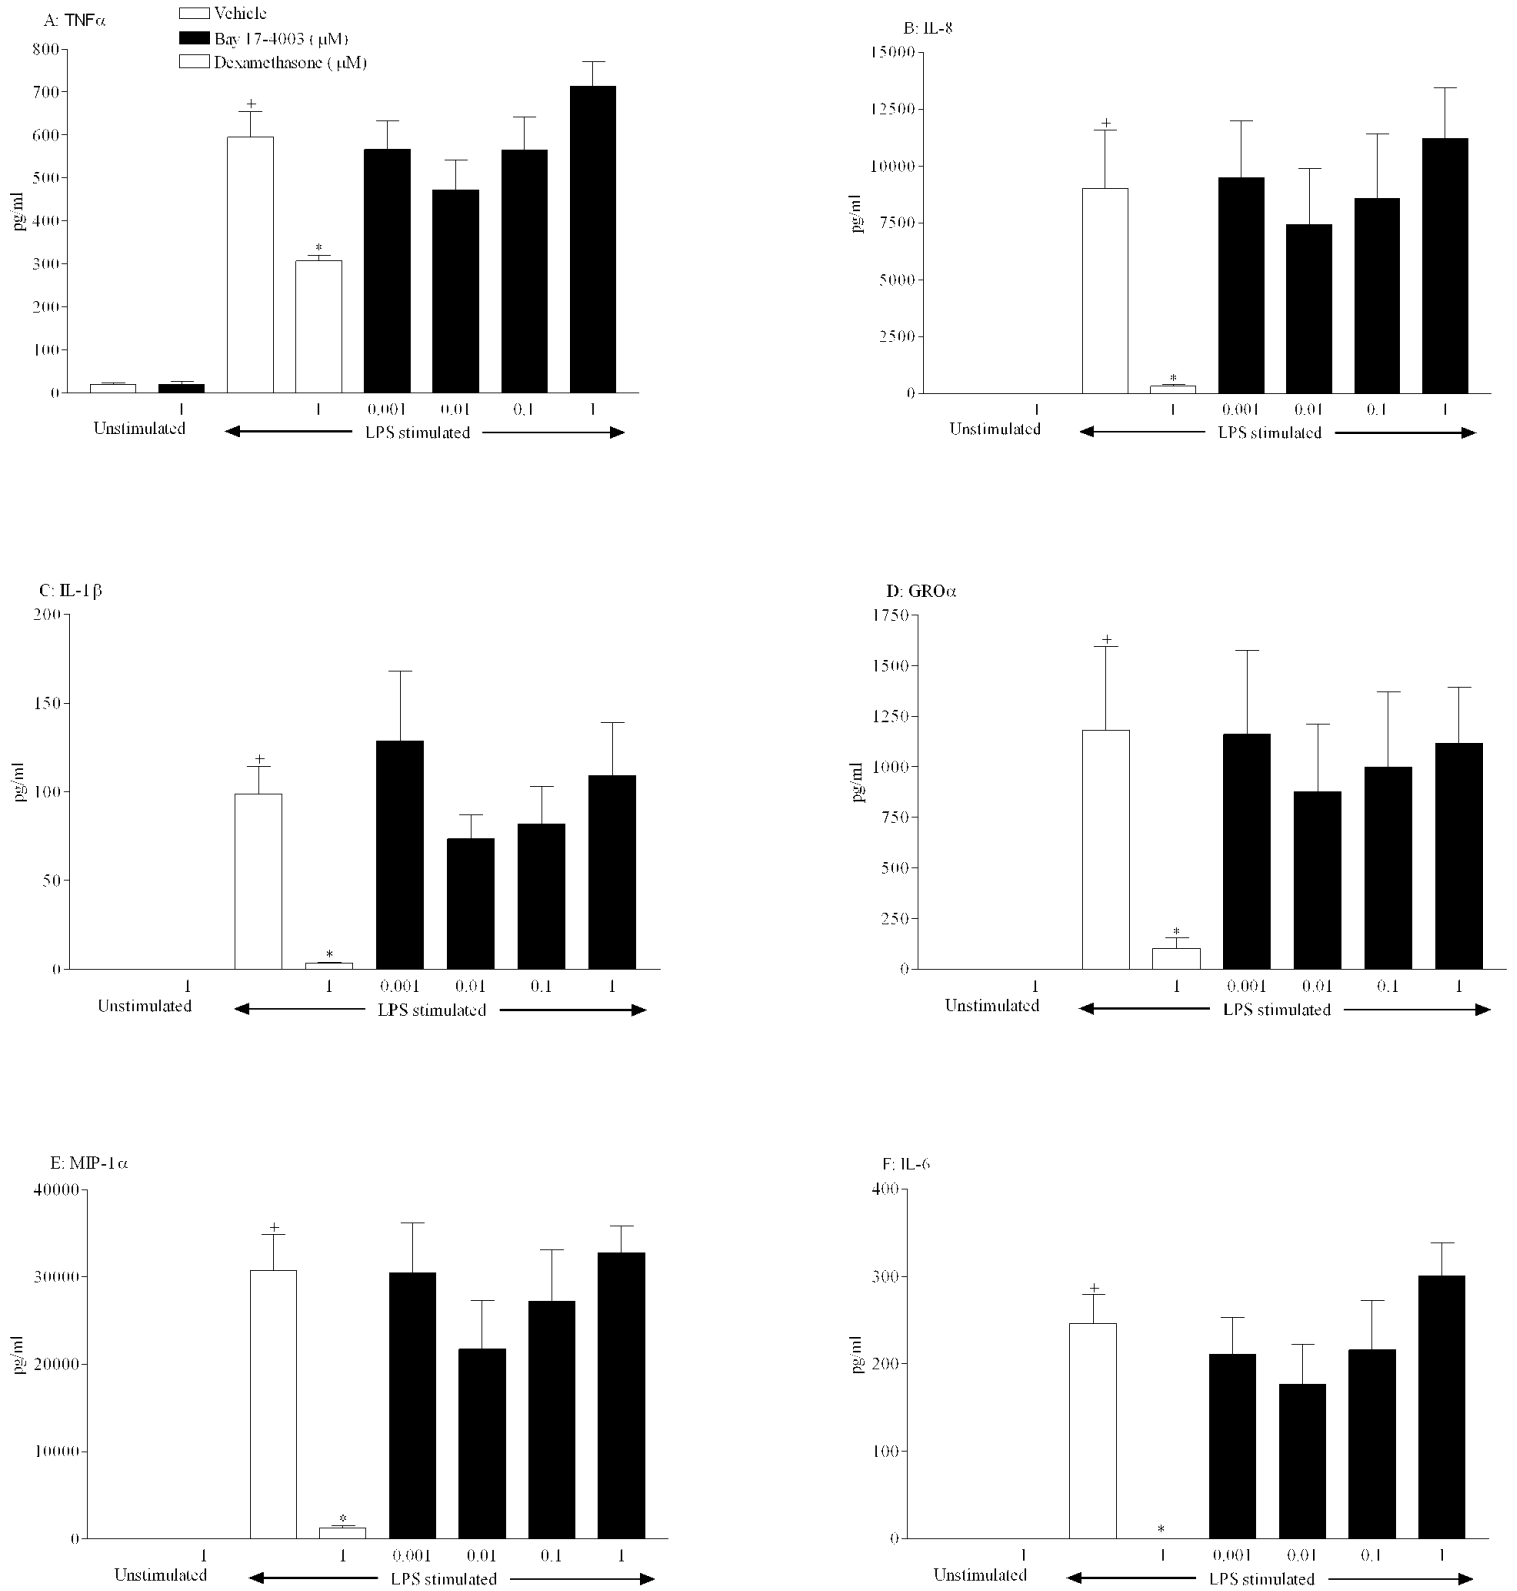 A: TNFα
Vehicle
Bay 17-4003 ( μM)
Dexamethasone ( μM)
800
700
600
500
400
300
200
100
0
pg/ml
+
*
1 1 0.001 0.01 0.1 1
Unstimulated LPS stimulated
B: IL-8
15000
12500
10000
7500
5000
2500
0
pg/ml
+
*
1 1 0.001 0.01 0.1 1
Unstimulated LPS stimulated
C: IL-1β
200
150
100
50
0
pg/ml
+
*
1 1 0.001 0.01 0.1 1
Unstimulated LPS stimulated
D: GROα
1750
1500
1250
1000
750
500
250
0
pg/ml
+
*
1 1 0.001 0.01 0.1 1
Unstimulated LPS stimulated
E: MIP-1α
40000
30000
20000
10000
0
pg/ml
+
*
1 1 0.001 0.01 0.1 1
Unstimulated LPS stimulated
F: IL-6
400
300
200
100
0
pg/ml
+
*
1 1 0.001 0.01 0.1 1
Unstimulated LPS stimulated